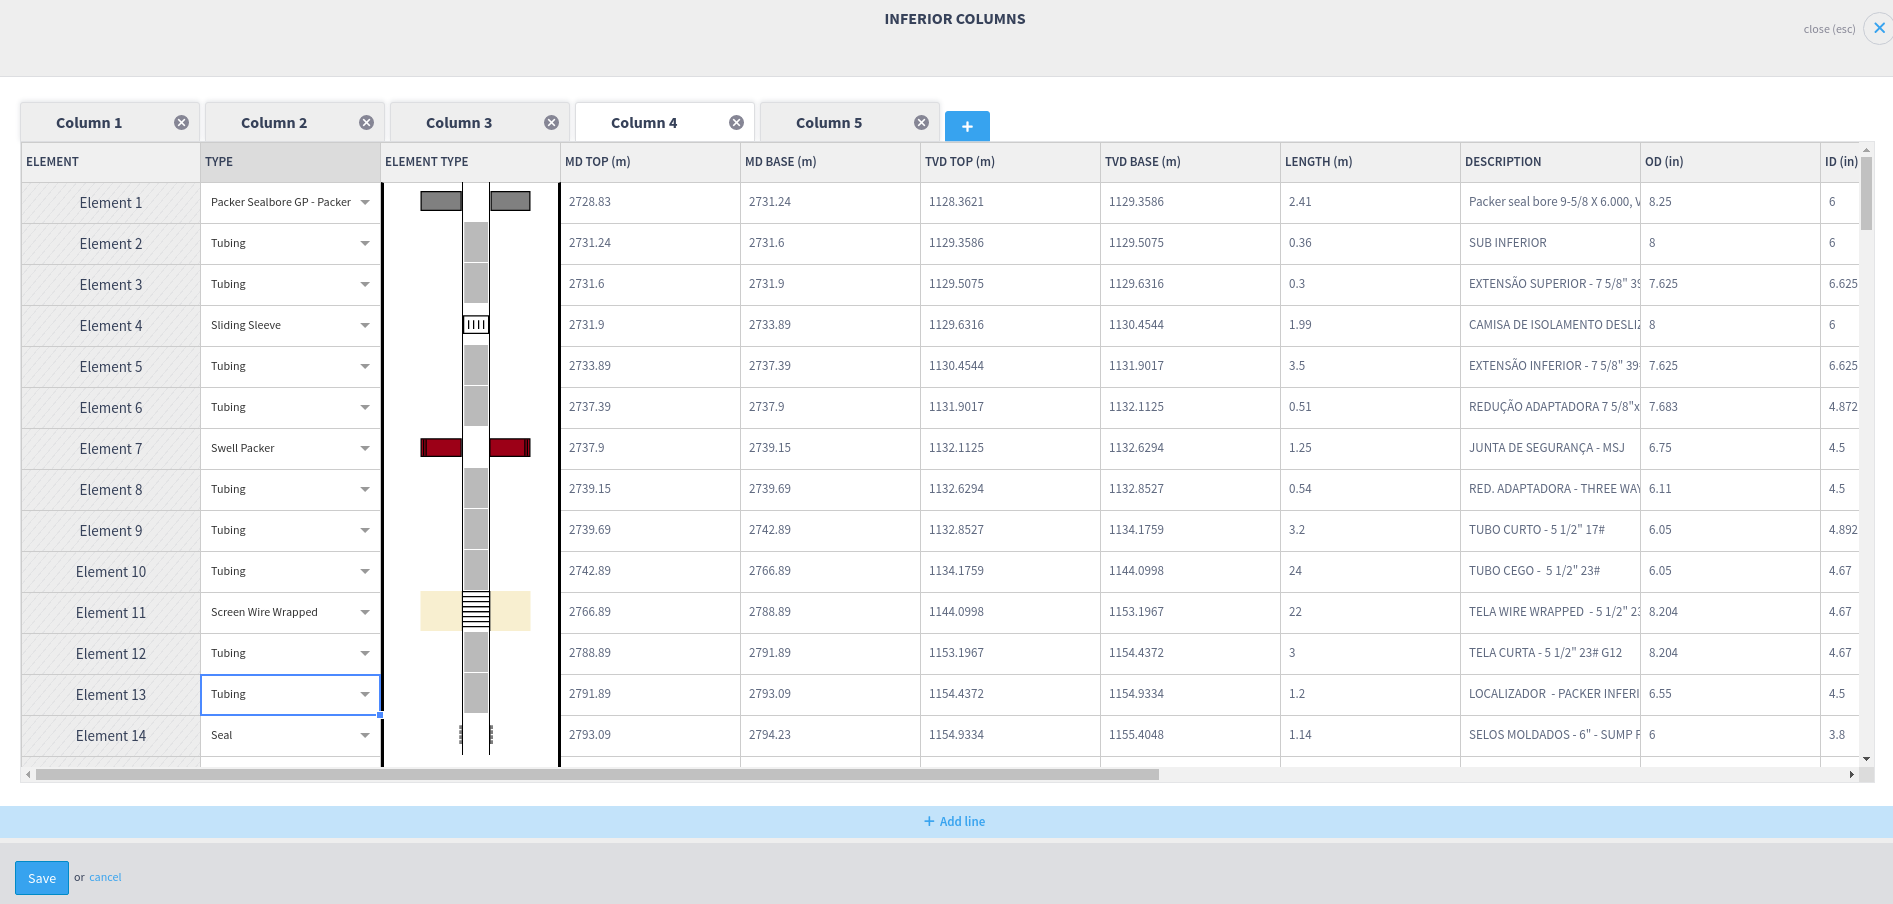 INFERIOR COLUMNS
close (esc)
Column 1 Column 2 Column 3 Column 4 Column 5 +
ELEMENT TYPE ELEMENT TYPE MD TOP (m) MD BASE (m) TVD TOP (m) TVD BASE (m) LENGTH (m) DESCRIPTION OD (in) ID (in)
Element 1 Packer Sealbore GP - Packer 2728.83 2731.24 1128.3621 1129.3586 2.41 Packer seal bore 9-5/8 X 6.000, V 8.25 6
Element 2 Tubing 2731.24 2731.6 1129.3586 1129.5075 0.36 SUB INFERIOR 8 6
Element 3 Tubing 2731.6 2731.9 1129.5075 1129.6316 0.3 EXTENSÃO SUPERIOR - 7 5/8" 39 7.625 6.625
Element 4 Sliding Sleeve 2731.9 2733.89 1129.6316 1130.4544 1.99 CAMISA DE ISOLAMENTO DESLIZ 8 6
Element 5 Tubing 2733.89 2737.39 1130.4544 1131.9017 3.5 EXTENSÃO INFERIOR - 7 5/8" 39# 7.625 6.625
Element 6 Tubing 2737.39 2737.9 1131.9017 1132.1125 0.51 REDUÇÃO ADAPTADORA 7 5/8"x 7.683 4.872
Element 7 Swell Packer 2737.9 2739.15 1132.1125 1132.6294 1.25 JUNTA DE SEGURANÇA - MSJ 6.75 4.5
Element 8 Tubing 2739.15 2739.69 1132.6294 1132.8527 0.54 RED. ADAPTADORA - THREE WAY 6.11 4.5
Element 9 Tubing 2739.69 2742.89 1132.8527 1134.1759 3.2 TUBO CURTO - 5 1/2" 17# 6.05 4.892
Element 10 Tubing 2742.89 2766.89 1134.1759 1144.0998 24 TUBO CEGO - 5 1/2" 23# 6.05 4.67
Element 11 Screen Wire Wrapped 2766.89 2788.89 1144.0998 1153.1967 22 TELA WIRE WRAPPED - 5 1/2" 23 8.204 4.67
Element 12 Tubing 2788.89 2791.89 1153.1967 1154.4372 3 TELA CURTA - 5 1/2" 23# G12 8.204 4.67
Element 13 Tubing 2791.89 2793.09 1154.4372 1154.9334 1.2 LOCALIZADOR - PACKER INFERI 6.55 4.5
Element 14 Seal 2793.09 2794.23 1154.9334 1155.4048 1.14 SELOS MOLDADOS - 6" - SUMP P 6 3.8
+ Add line
Save or cancel